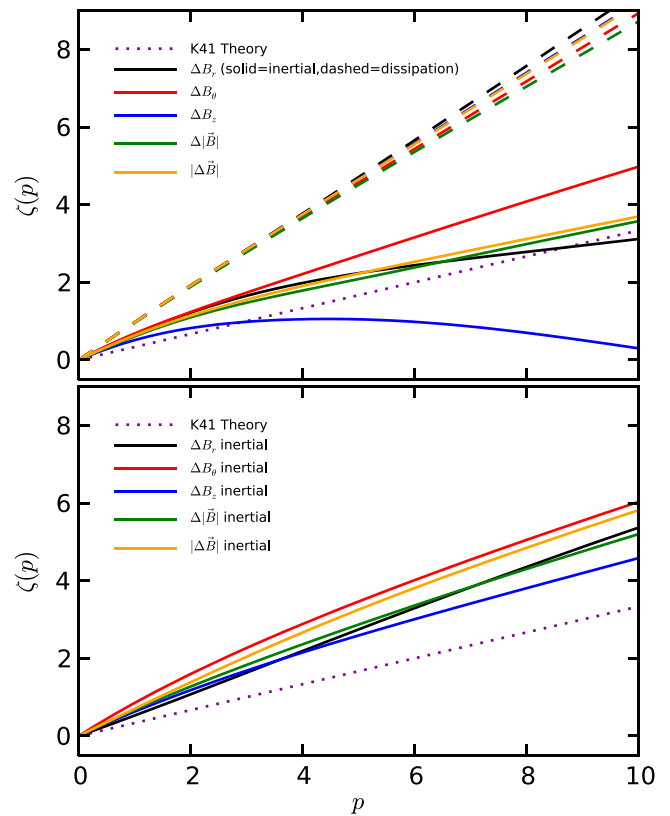 8
6
4
2
0
ζ(p)
K41 Theory
ΔB_r (solid=inertial,dashed=dissipation)
ΔB_θ
ΔB_z
Δ|B⃗|
|ΔB⃗|
8
6
4
2
0
ζ(p)
K41 Theory
ΔB_r inertial
ΔB_θ inertial
ΔB_z inertial
Δ|B⃗| inertial
|ΔB⃗| inertial
0 2 4 6 8 10
p